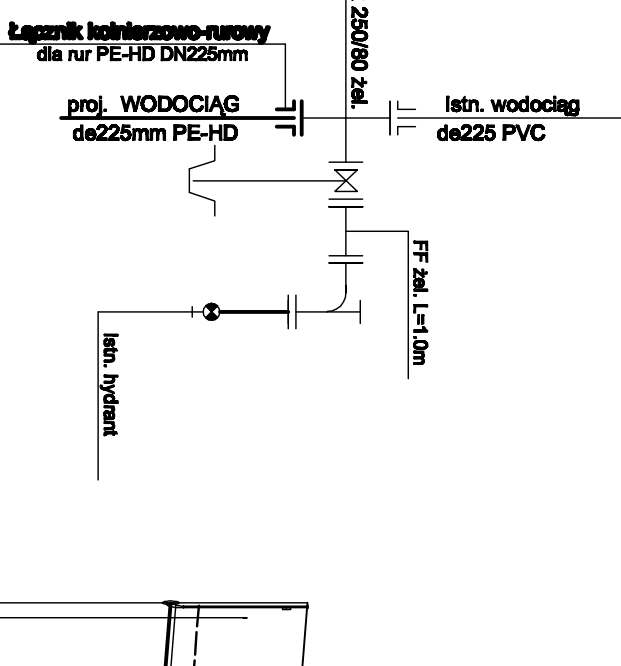 Łącznik kołnierzowo-rurowy
dla rur PE-HD DN225mm
250/80 żel.
proj. WODOCIĄG
de225mm PE-HD
Istn. wodociąg
de225 PVC
FF żel. L=1.0m
Istn. hydrant